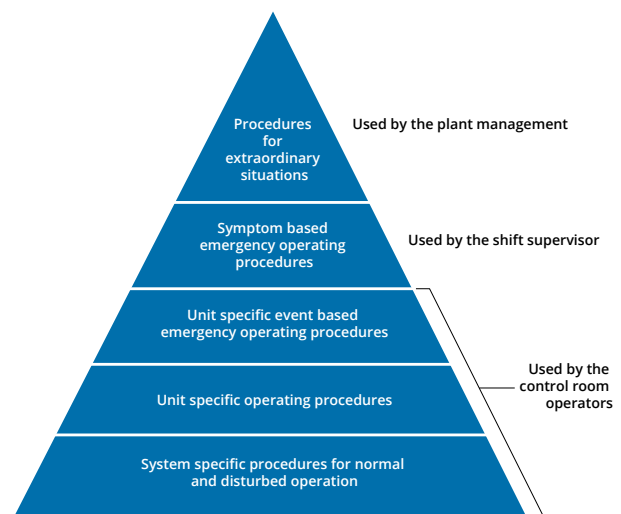 Procedures
for
extraordinary
situations
Used by the plant management
Symptom based
emergency operating
procedures
Used by the shift supervisor
Unit specific event based
emergency operating procedures
Used by the
control room
operators
Unit specific operating procedures
System specific procedures for normal
and disturbed operation